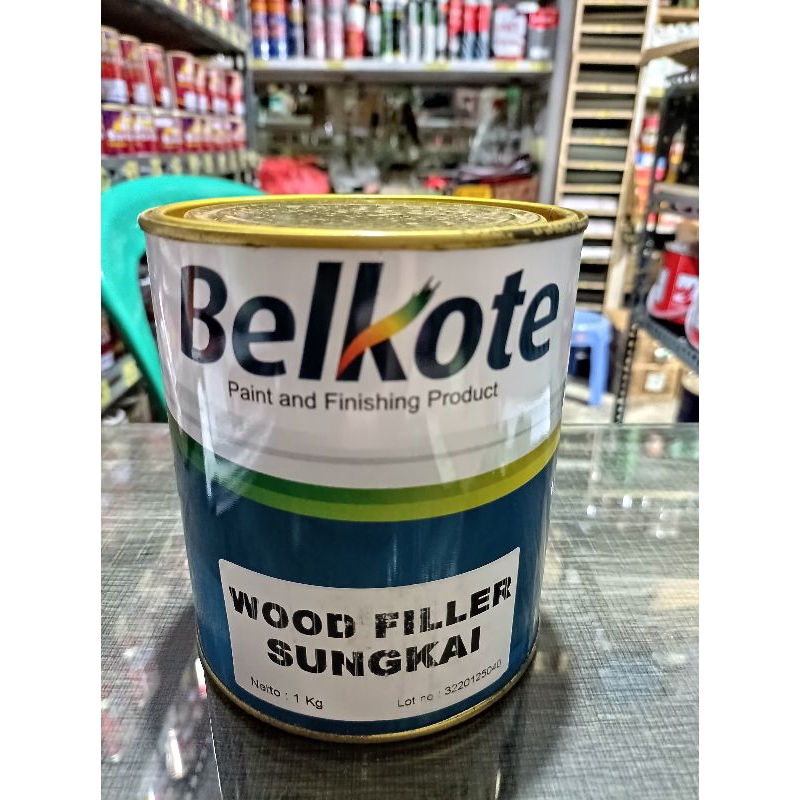 Belkote
Paint and Finishing Product
WOOD FILLER
SUNGKAI
Netto : 1 Kg
Lot no : 3220125040